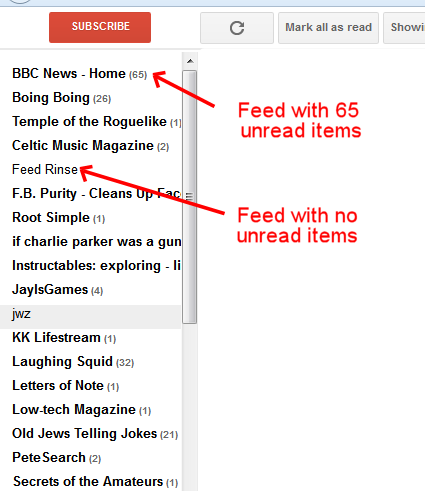 SUBSCRIBE
Mark all as read
Showin
BBC News - Home (65)
Boing Boing (26)
Temple of the Roguelike (1)
Celtic Music Magazine (2)
Feed Rinse
F.B. Purity - Cleans Up Fac
Root Simple (1)
if charlie parker was a gun
Instructables: exploring - li
JayIsGames (4)
jwz
KK Lifestream (1)
Laughing Squid (32)
Letters of Note (1)
Low-tech Magazine (1)
Old Jews Telling Jokes (21)
PeteSearch (2)
Secrets of the Amateurs (1)
Feed with 65
unread items
Feed with no
unread items